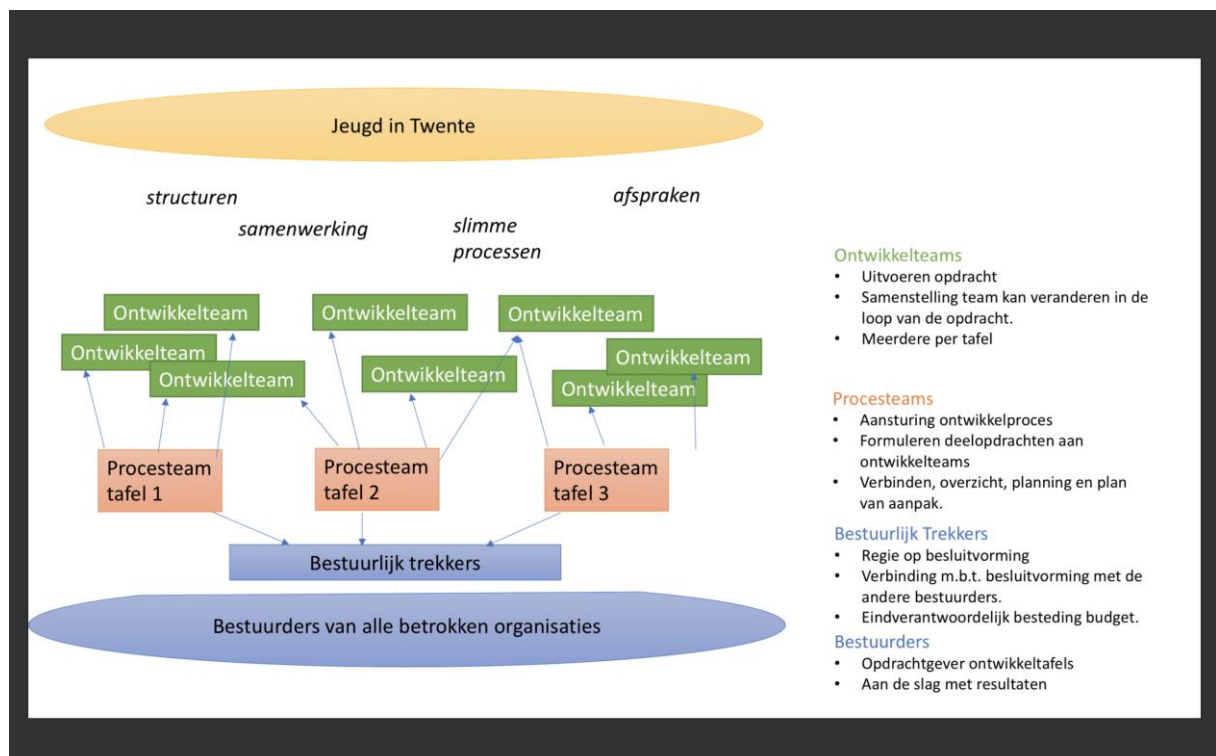 Jeugd in Twente
structuren
samenwerking
slimme
processen
afspraken
Ontwikkelteam
Ontwikkelteam
Ontwikkelteam
Ontwikkelteam
Ontwikkelteam
Ontwikkelteam
Ontwikkelteam
Ontwikkelteam
Procesteam
tafel 1
Procesteam
tafel 2
Procesteam
tafel 3
Bestuurlijk trekkers
Bestuurders van alle betrokken organisaties
Ontwikkelteams
• Uitvoeren opdracht
• Samenstelling team kan veranderen in de
loop van de opdracht.
• Meerdere per tafel
Procesteams
• Aansturing ontwikkelproces
• Formuleren deelopdrachten aan
ontwikkelteams
• Verbinden, overzicht, planning en plan
van aanpak.
Bestuurlijk Trekkers
• Regie op besluitvorming
• Verbinding m.b.t. besluitvorming met de
andere bestuurders.
• Eindverantwoordelijk besteding budget.
Bestuurders
• Opdrachtgever ontwikkeltafels
• Aan de slag met resultaten